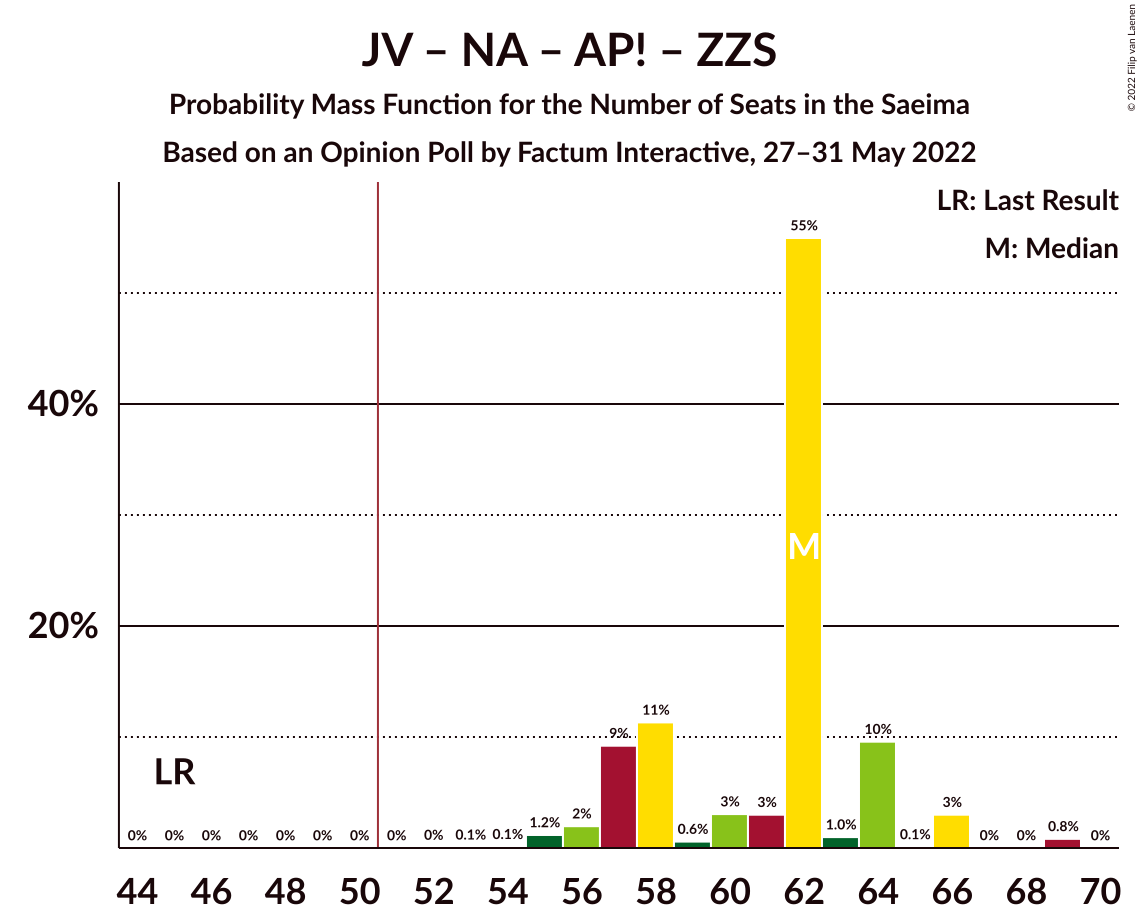 JV – NA – AP! – ZZS
Probability Mass Function for the Number of Seats in the Saeima
Based on an Opinion Poll by Factum Interactive, 27–31 May 2022
© 2022 Filip van Laenen
LR: Last Result
M: Median
55%
40%
M
20%
11%
9%
10%
LR
0% 0% 0% 0% 0% 0% 0% 0% 0% 0.1% 0.1% 1.2% 2% 0.6% 3% 3% 1.0% 0.1% 3% 0% 0% 0.8% 0%
44 46 48 50 52 54 56 58 60 62 64 66 68 70